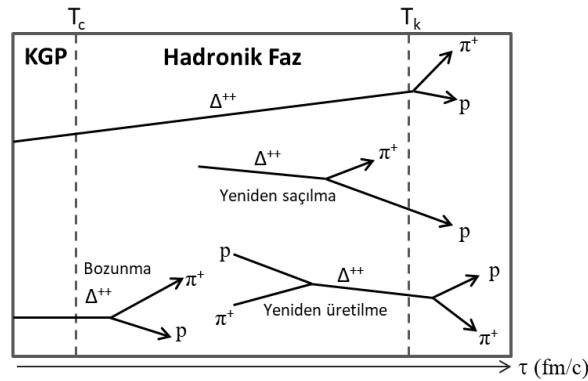 T_c
T_k
KGP
Hadronik Faz
π⁺
Δ⁺⁺
p
Δ⁺⁺
π⁺
Yeniden saçılma
p
Bozunma
Δ⁺⁺
π⁺
p
p
Δ⁺⁺
p
π⁺
Yeniden üretilme
π⁺
τ (fm/c)